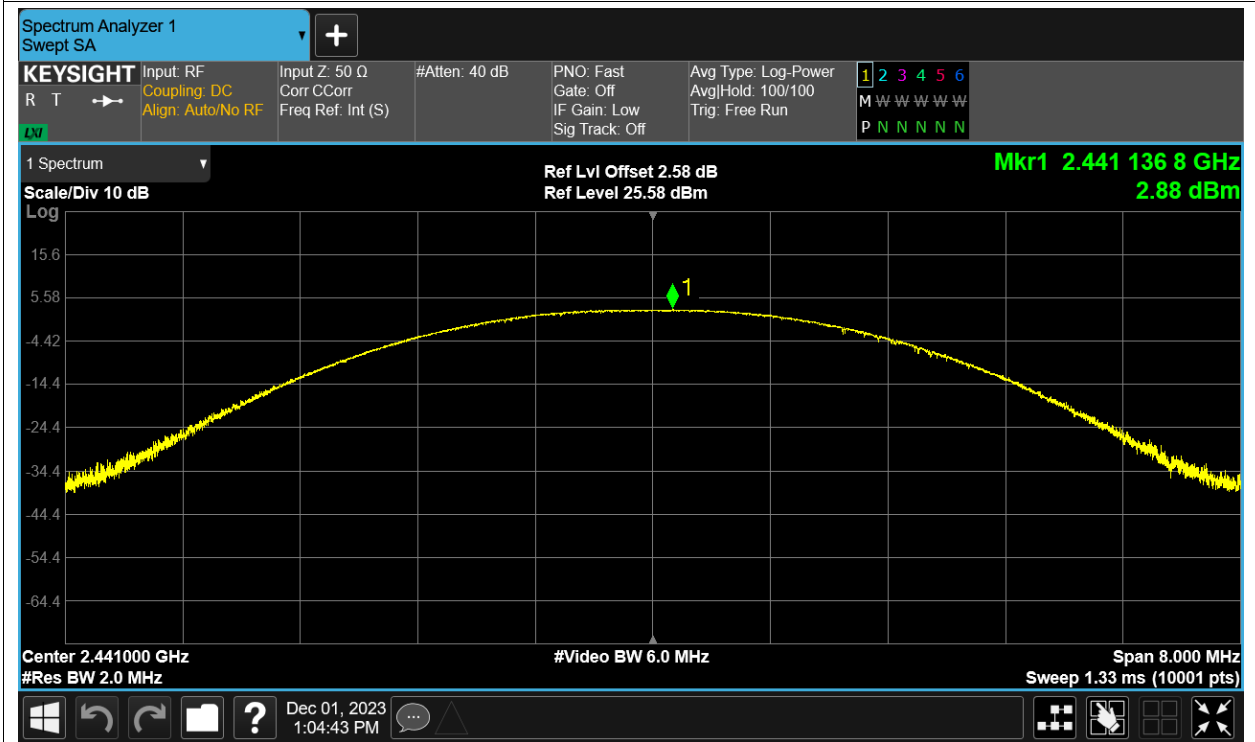 Spectrum Analyzer 1
Swept SA
KEYSIGHT
R T
LXI
Input: RF
Coupling: DC
Align: Auto/No RF
Input Z: 50 Ω
Corr CCorr
Freq Ref: Int (S)
#Atten: 40 dB
PNO: Fast
Gate: Off
IF Gain: Low
Sig Track: Off
Avg Type: Log-Power
Avg|Hold: 100/100
Trig: Free Run
1 2 3 4 5 6
M W W W W W
P N N N N N
1 Spectrum
Scale/Div 10 dB
Log
Ref Lvl Offset 2.58 dB
Ref Level 25.58 dBm
Mkr1 2.441 136 8 GHz
2.88 dBm
15.6
5.58
1
-4.42
-14.4
-24.4
-34.4
-44.4
-54.4
-64.4
Center 2.441000 GHz
#Video BW 6.0 MHz
Span 8.000 MHz
#Res BW 2.0 MHz
Sweep 1.33 ms (10001 pts)
?
Dec 01, 2023
1:04:43 PM